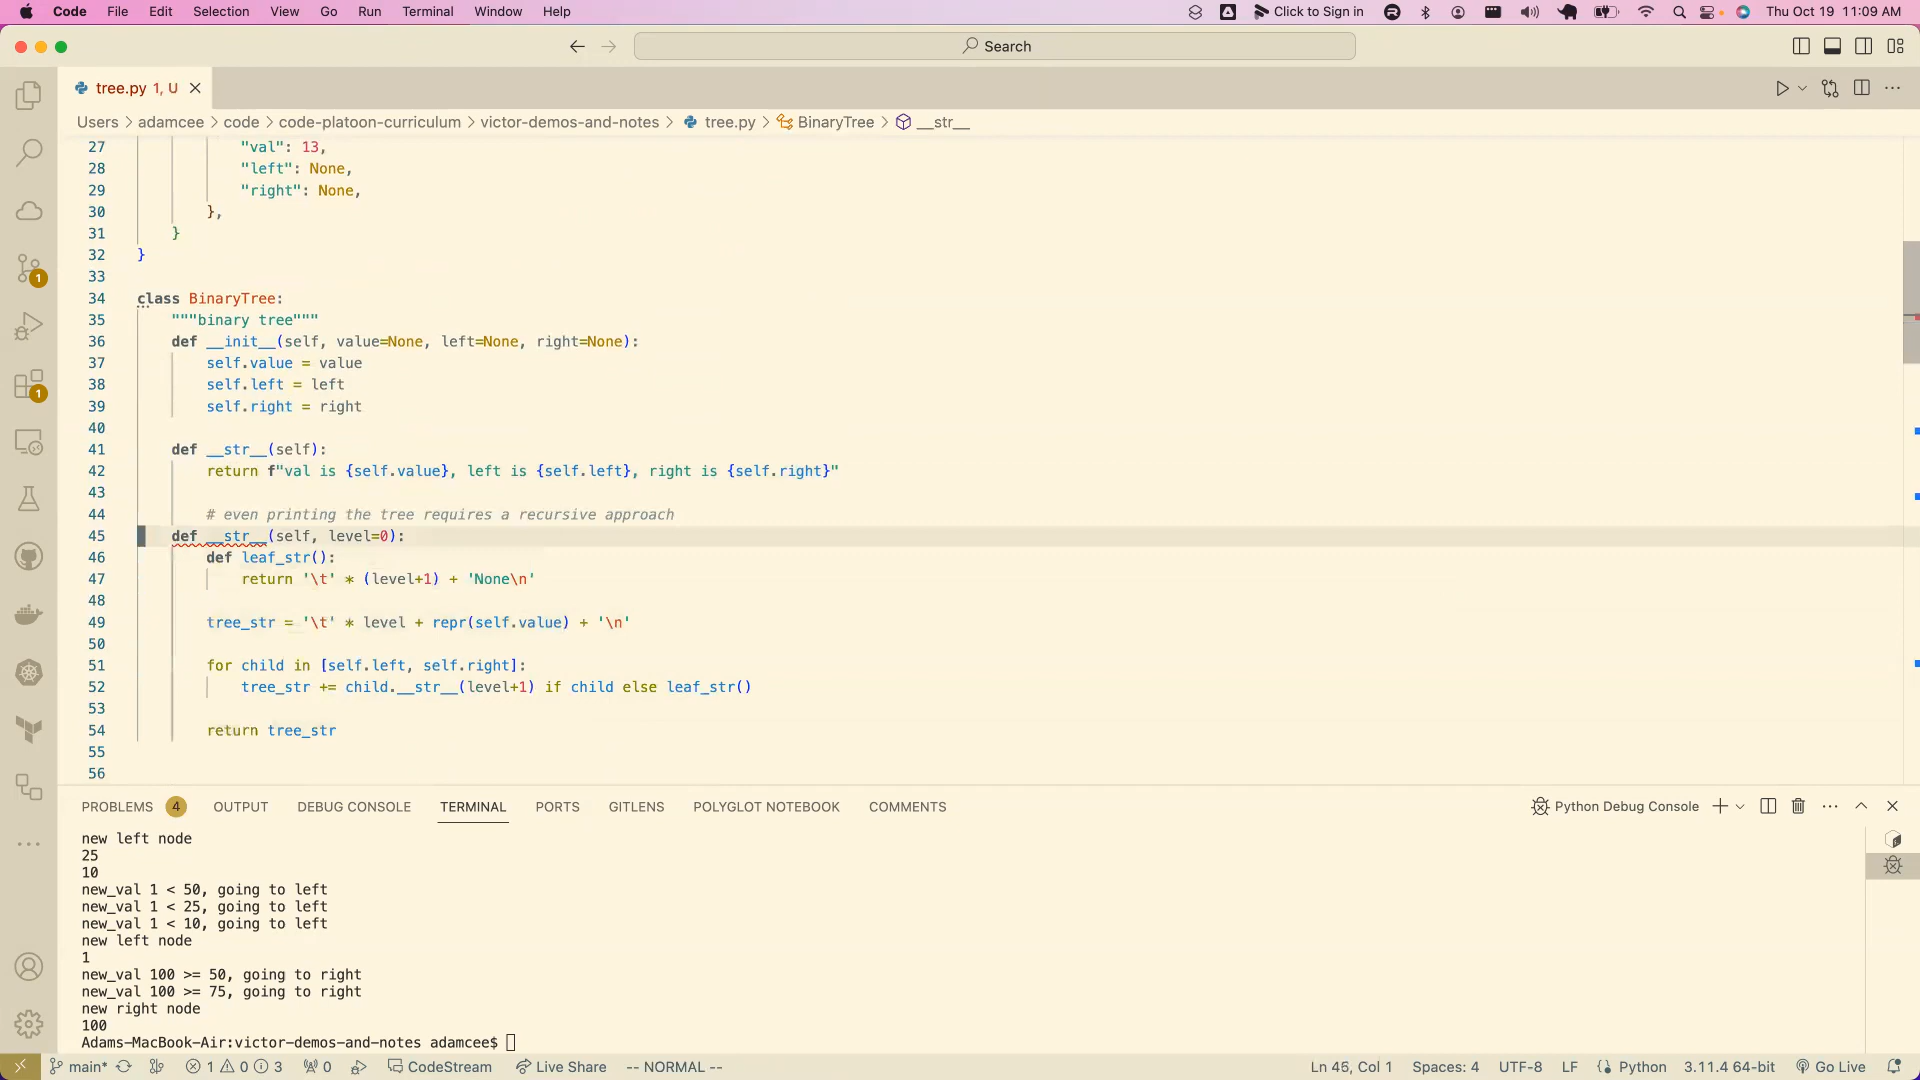 Code File Edit Selection View Go Run Terminal Window Help Click to Sign in Thu Oct 19 11:09 AM
Search
tree.py 1, U
Users > adamcee > code > code-platoon-curriculum > victor-demos-and-notes > tree.py > BinaryTree > __str__
27 "val": 13,
28 "left": None,
29 "right": None,
30 },
31 }
32 }
33
34 class BinaryTree:
35 """binary tree"""
36 def __init__(self, value=None, left=None, right=None):
37 self.value = value
38 self.left = left
39 self.right = right
40
41 def __str__(self):
42 return f"val is {self.value}, left is {self.left}, right is {self.right}"
43
44 # even printing the tree requires a recursive approach
45 def __str__(self, level=0):
46 def leaf_str():
47 return '\t' * (level+1) + 'None\n'
48
49 tree_str = '\t' * level + repr(self.value) + '\n'
50
51 for child in [self.left, self.right]:
52 tree_str += child.__str__(level+1) if child else leaf_str()
53
54 return tree_str
55
56
1
1
PROBLEMS 4 OUTPUT DEBUG CONSOLE TERMINAL PORTS GITLENS POLYGLOT NOTEBOOK COMMENTS Python Debug Console
new left node
25
10
new_val 1 < 50, going to left
new_val 1 < 25, going to left
new_val 1 < 10, going to left
new left node
1
new_val 100 >= 50, going to right
new_val 100 >= 75, going to right
new right node
100
Adams-MacBook-Air:victor-demos-and-notes adamcee$
main* 1 0 3 0 CodeStream Live Share -- NORMAL -- Ln 45, Col 1 Spaces: 4 UTF-8 LF Python 3.11.4 64-bit Go Live